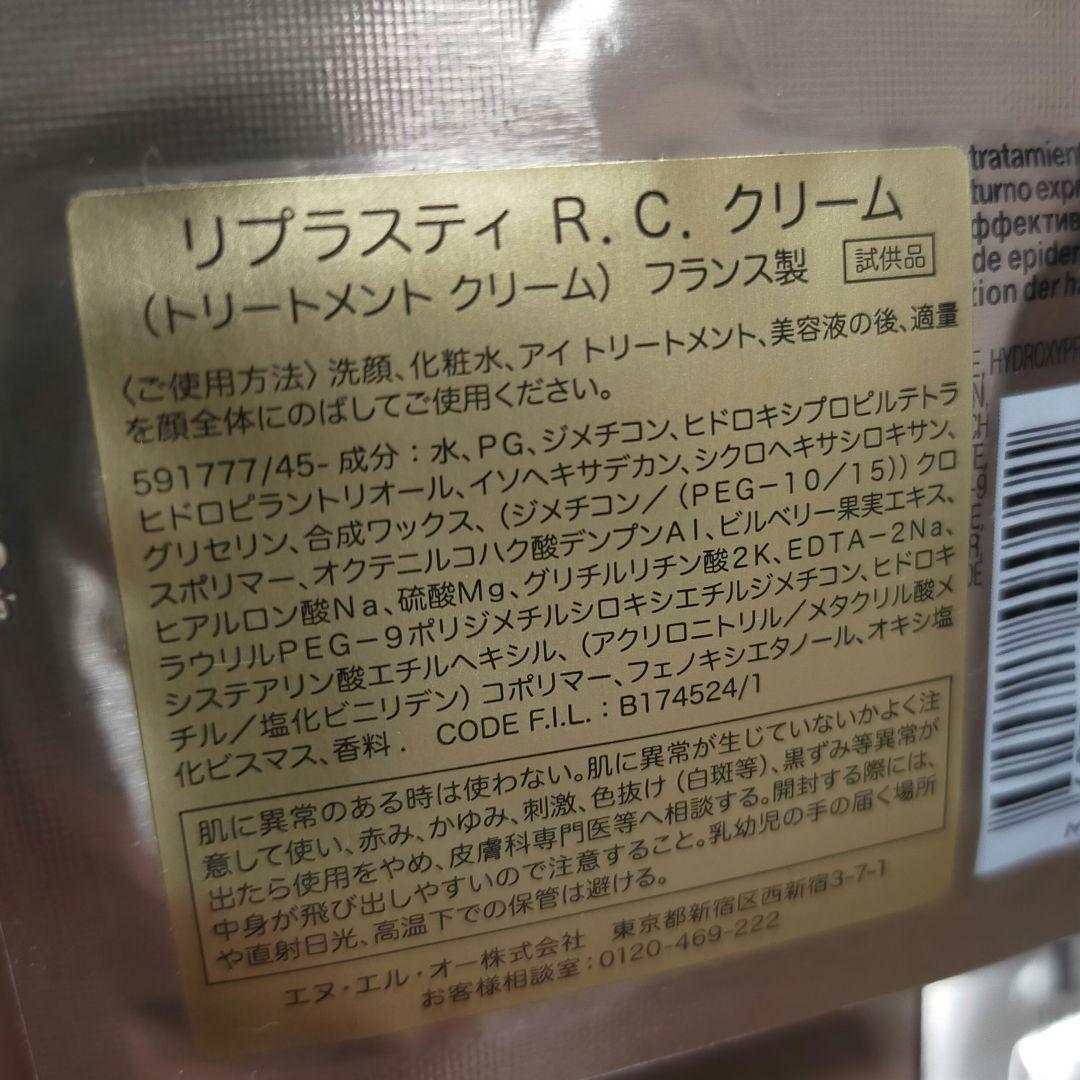 リプラスティ R. C. クリーム
（トリートメント クリーム） フランス製 試供品
〈ご使用方法〉洗顔、化粧水、アイ トリートメント、美容液の後、適量
を顔全体にのばしてご使用ください。
591777/45- 成分：水、PG、ジメチコン、ヒドロキシプロピルテトラ
ヒドロピラントリオール、イソヘキサデカン、シクロヘキサシロキサン、
グリセリン、合成ワックス、（ジメチコン／（PEG－10／15））クロ
スポリマー、オクテニルコハク酸デンプンAl、ビルベリー果実エキス、
ヒアルロン酸Na、硫酸Mg、グリチルリチン酸2K、EDTA－2Na、
ラウリルPEG－9ポリジメチルシロキシエチルジメチコン、ヒドロキ
システアリン酸エチルヘキシル、（アクリロニトリル／メタクリル酸メ
チル／塩化ビニリデン）コポリマー、フェノキシエタノール、オキシ塩
化ビスマス、香料． CODE F.I.L.：B174524/1
肌に異常のある時は使わない。肌に異常が生じていないかよく注
意して使い、赤み、かゆみ、刺激、色抜け（白斑等）、黒ずみ等異常が
出たら使用をやめ、皮膚科専門医等へ相談する。開封する際には、
中身が飛び出しやすいので注意すること。乳幼児の手の届く場所
や直射日光、高温下での保管は避ける。
エヌ・エル・オー株式会社 東京都新宿区西新宿3-7-1
お客様相談室：0120-469-222
tratamien
turno expr
ффектив
de epider
tion der h
E, HYDROXYPR